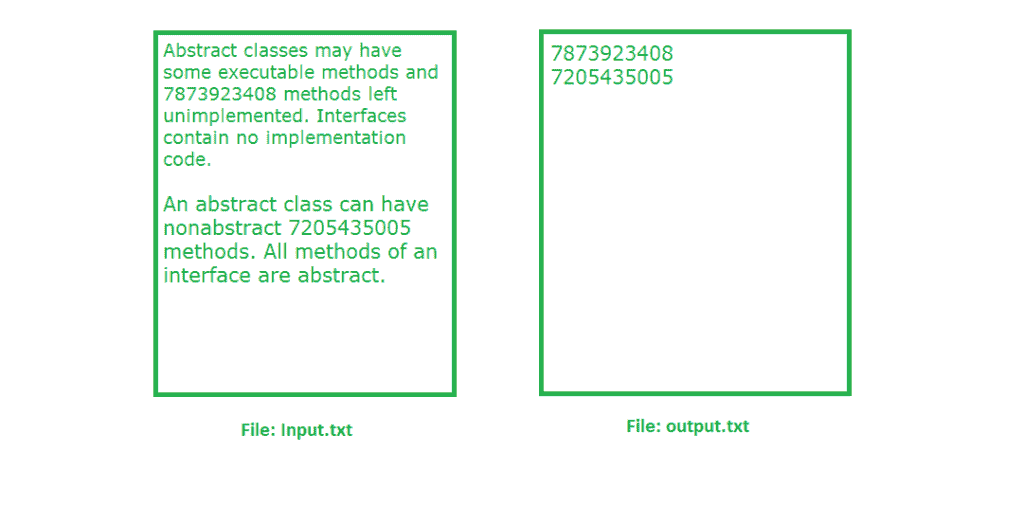 Abstract classes may have
some executable methods and
7873923408 methods left
unimplemented. Interfaces
contain no implementation
code.
An abstract class can have
nonabstract 7205435005
methods. All methods of an
interface are abstract.
File: Input.txt
7873923408
7205435005
File: output.txt